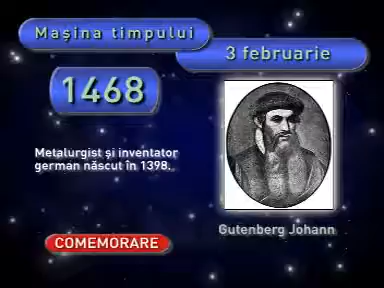 Mașina timpului
3 februarie
1468
Metalurgist și inventator
german născut în 1398.
Gutenberg Johann
COMEMORARE